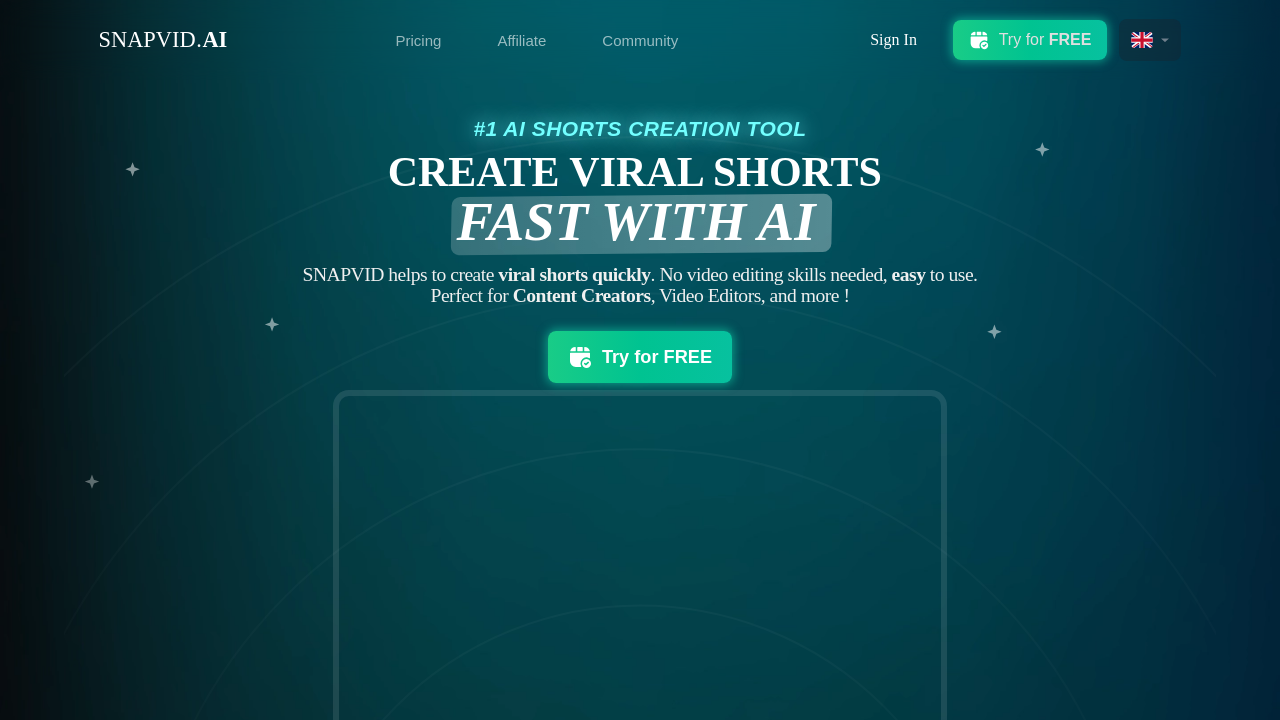 SNAPVID.AI
Pricing
Affiliate
Community
Sign In
Try for FREE
#1 AI SHORTS CREATION TOOL
CREATE VIRAL SHORTS
FAST WITH AI
SNAPVID helps to create viral shorts quickly. No video editing skills needed, easy to use.
Perfect for Content Creators, Video Editors, and more !
Try for FREE